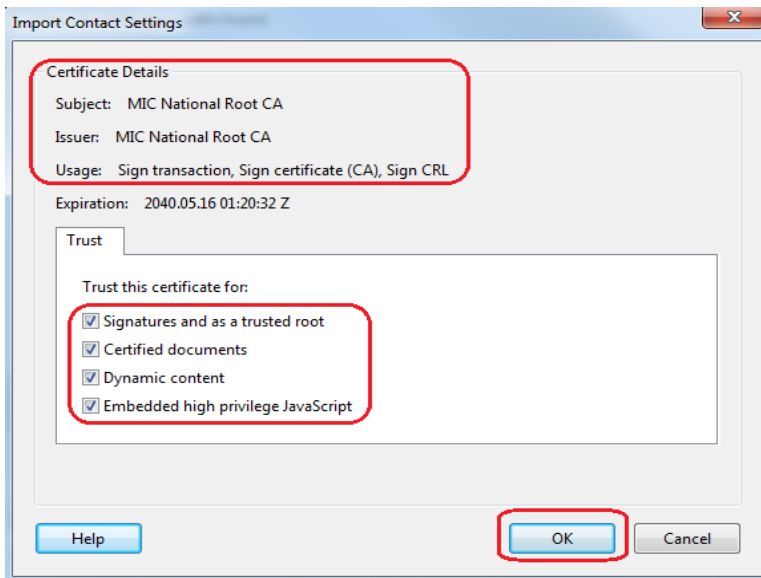 Import Contact Settings
Certificate Details
Subject: MIC National Root CA
Issuer: MIC National Root CA
Usage: Sign transaction, Sign certificate (CA), Sign CRL
Expiration: 2040.05.16 01:20:32 Z
Trust
Trust this certificate for:
Signatures and as a trusted root
Certified documents
Dynamic content
Embedded high privilege JavaScript
Help OK Cancel